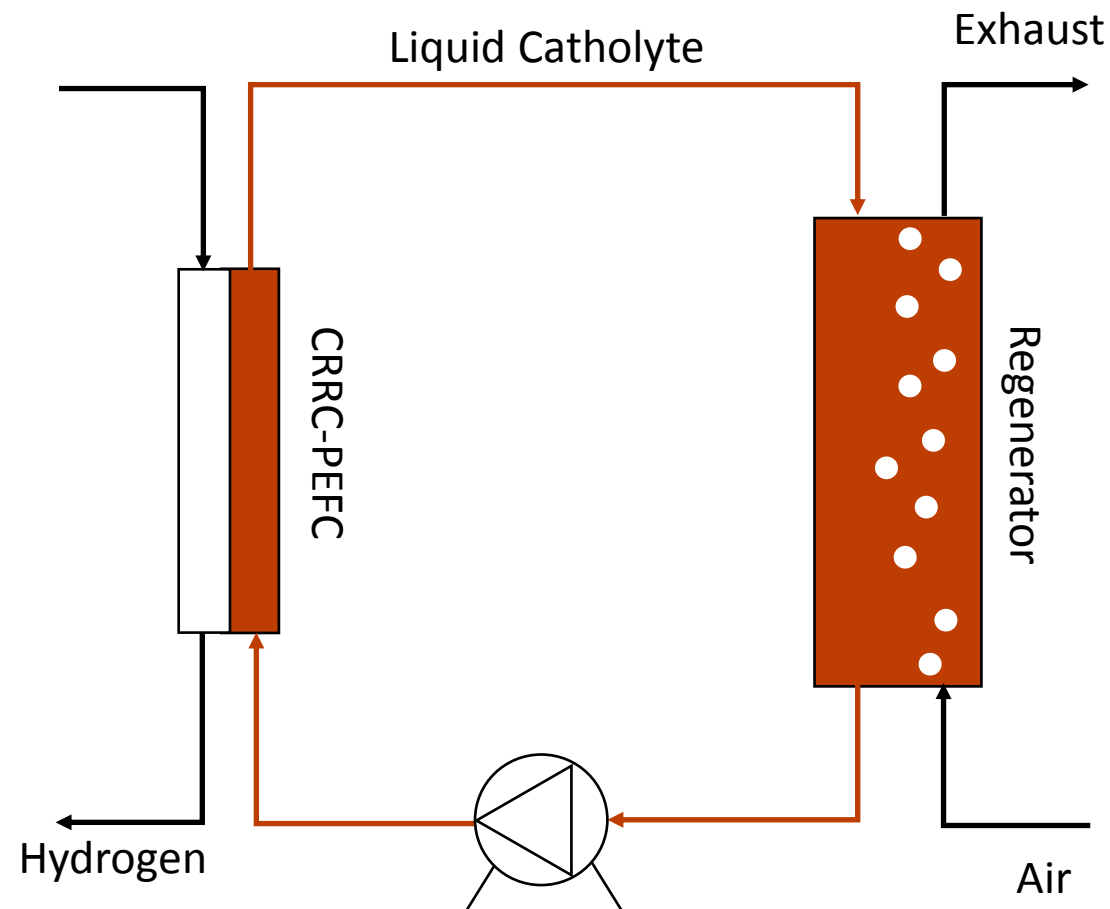 Exhaust
Liquid Catholyte
CRRC-PEFC
Regenerator
Hydrogen
Air